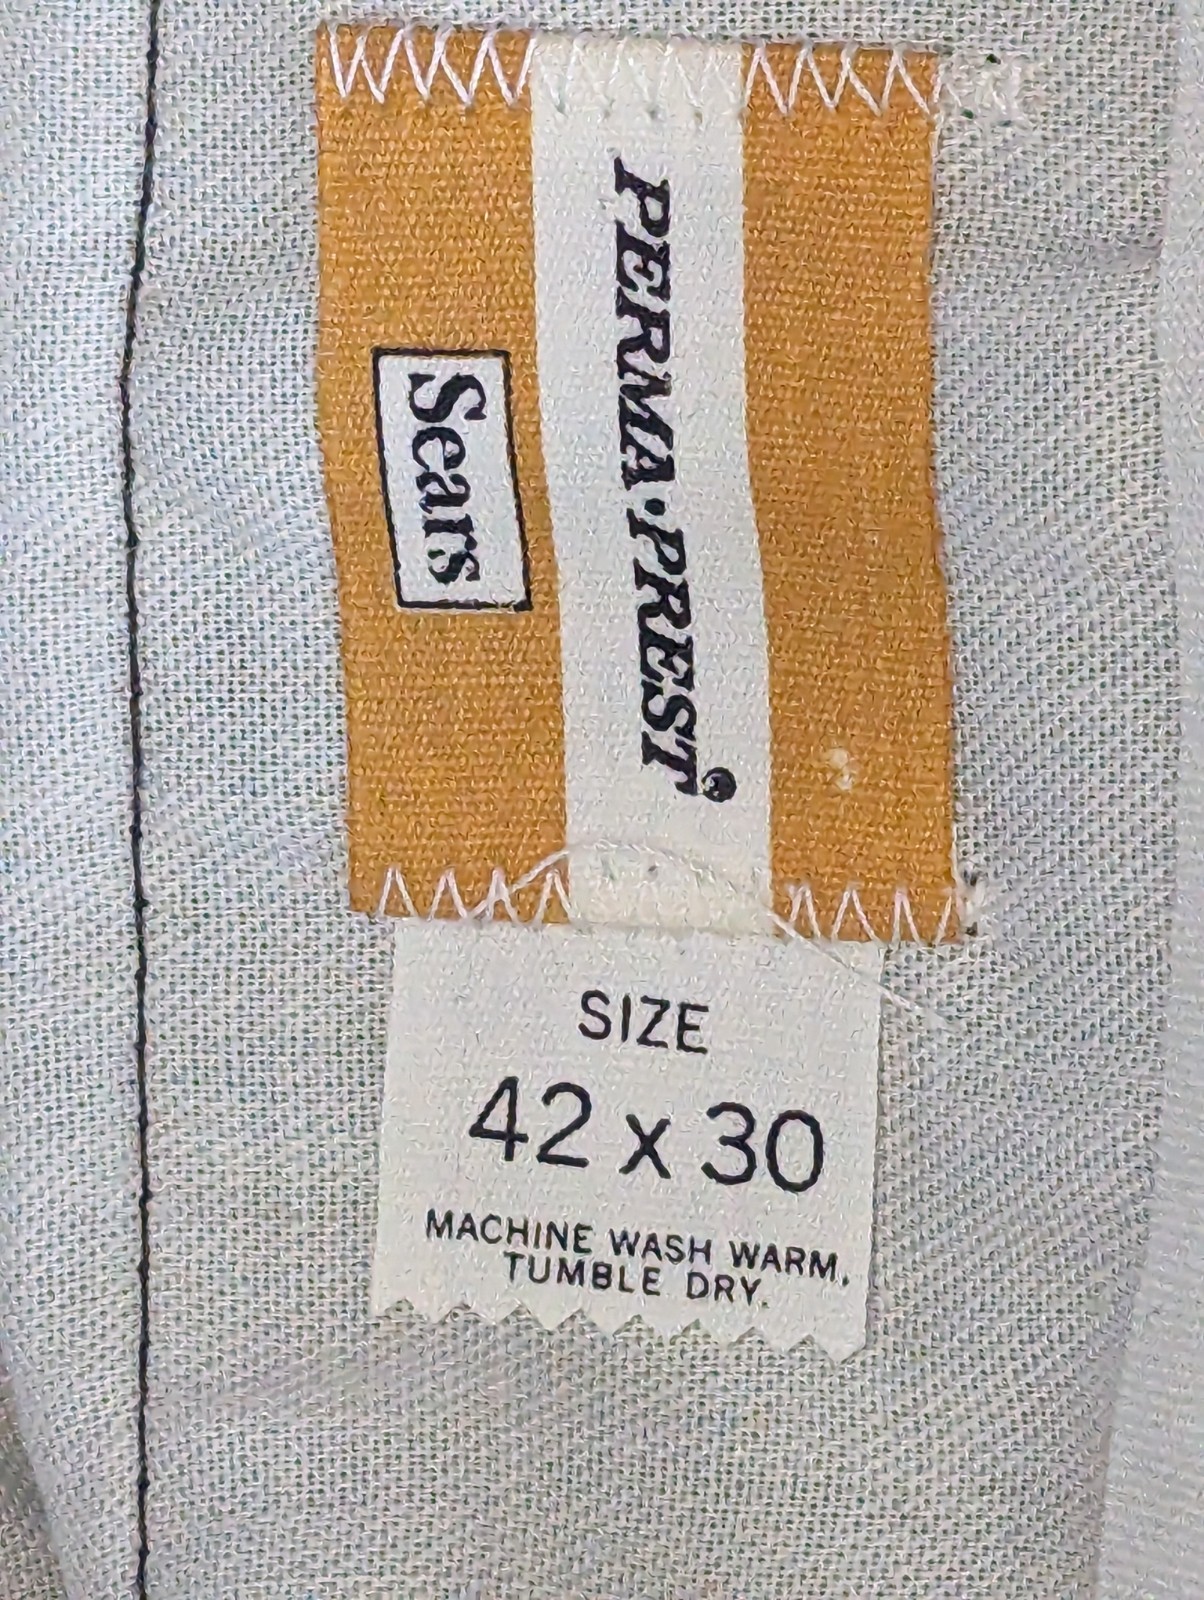 Sears
PERMA·PREST®
SIZE
42 x 30
MACHINE WASH WARM.
TUMBLE DRY.